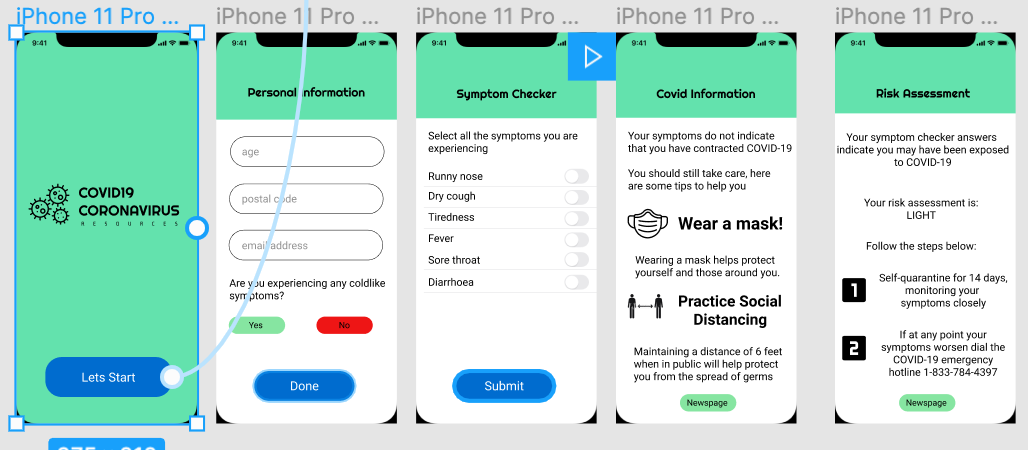 iPhone 11 Pro ...
9:41
COVID19
CORONAVIRUS
RESOURCES
Lets Start
iPhone 11 Pro ...
9:41
Personal Information
age
postal code
email address
Are you experiencing any coldlike
symptoms?
Yes
No
Done
iPhone 11 Pro ...
9:41
Symptom Checker
Select all the symptoms you are
experiencing
Runny nose
Dry cough
Tiredness
Fever
Sore throat
Diarrhoea
Submit
iPhone 11 Pro ...
9:41
Covid Information
Your symptoms do not indicate
that you have contracted COVID-19
You should still take care, here
are some tips to help you
Wear a mask!
Wearing a mask helps protect
yourself and those around you.
Practice Social
Distancing
Maintaining a distance of 6 feet
when in public will help protect
you from the spread of germs
Newspage
iPhone 11 Pro ...
9:41
Risk Assessment
Your symptom checker answers
indicate you may have been exposed
to COVID-19
Your risk assessment is:
LIGHT
Follow the steps below:
1
Self-quarantine for 14 days,
monitoring your
symptoms closely
2
If at any point your
symptoms worsen dial the
COVID-19 emergency
hotline 1-833-784-4397
Newspage